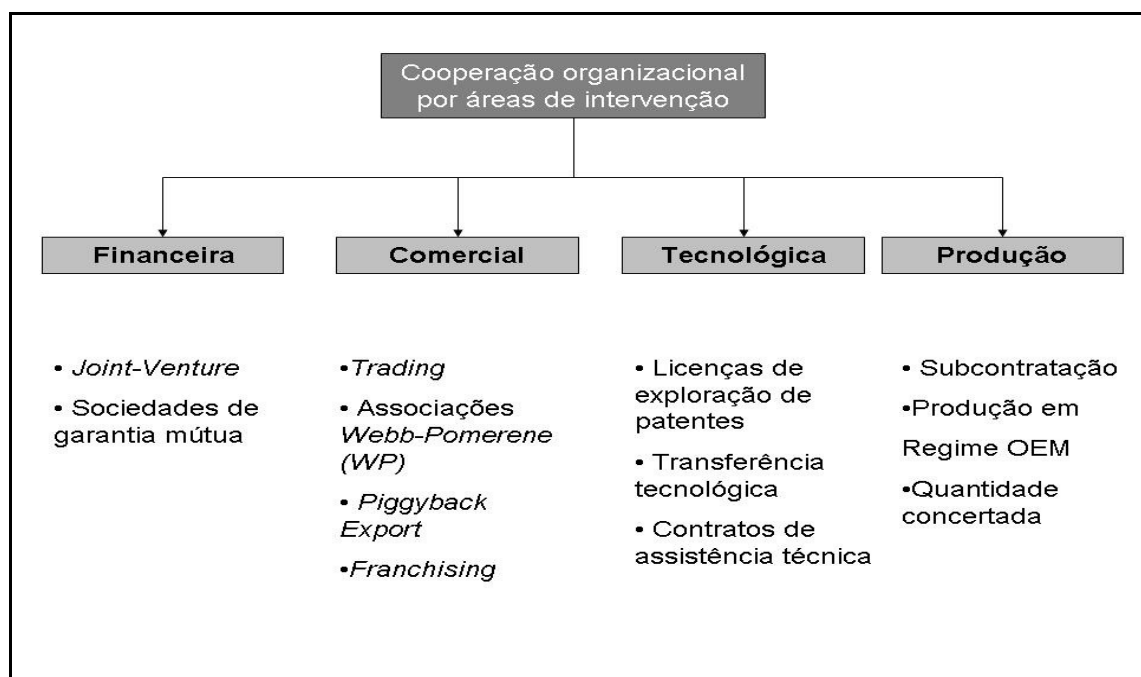 Cooperação organizacional
por áreas de intervenção
Financeira
Comercial
Tecnológica
Produção
• Joint-Venture
• Sociedades de
garantia mútua
•Trading
• Associações
Webb-Pomerene
(WP)
• Piggyback
Export
•Franchising
• Licenças de
exploração de
patentes
• Transferência
tecnológica
• Contratos de
assistência técnica
• Subcontratação
•Produção em
Regime OEM
•Quantidade
concertada